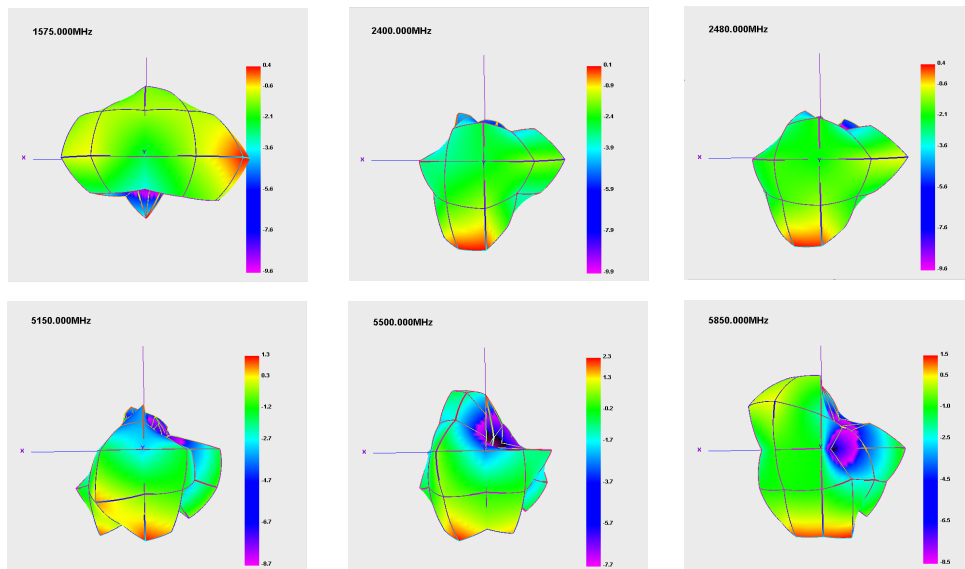 1575.000MHz
0.4
-0.6
-2.1
-3.6
-5.6
-7.6
-9.6
X
Y
2400.000MHz
0.1
-0.9
-2.4
-3.9
-5.9
-7.9
-9.9
X
Y
2480.000MHz
0.4
-0.6
-2.1
-3.6
-5.6
-7.6
-9.6
X
Y
5150.000MHz
1.3
0.3
-1.2
-2.7
-4.7
-6.7
-8.7
X
Y
5500.000MHz
2.3
1.3
-0.2
-1.7
-3.7
-5.7
-7.7
X
5850.000MHz
1.5
0.5
-1.0
-2.5
-4.5
-6.5
-8.5
X
Y